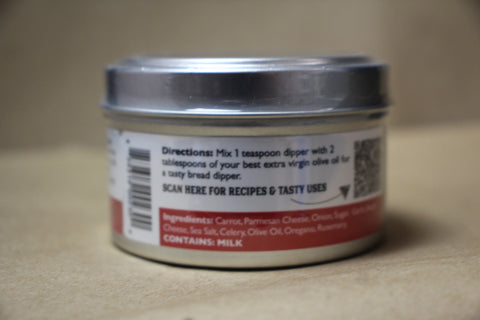 Directions: Mix 1 teaspoon dipper with 2
tablespoons of your best extra virgin olive oil for
a tasty bread dipper.
SCAN HERE FOR RECIPES & TASTY USES
Ingredients: Carrot, Parmesan Cheese, Onion, Sugar, Garlic,
Cheese, Sea Salt, Celery, Olive Oil, Oregano, Rosemary.
CONTAINS: MILK